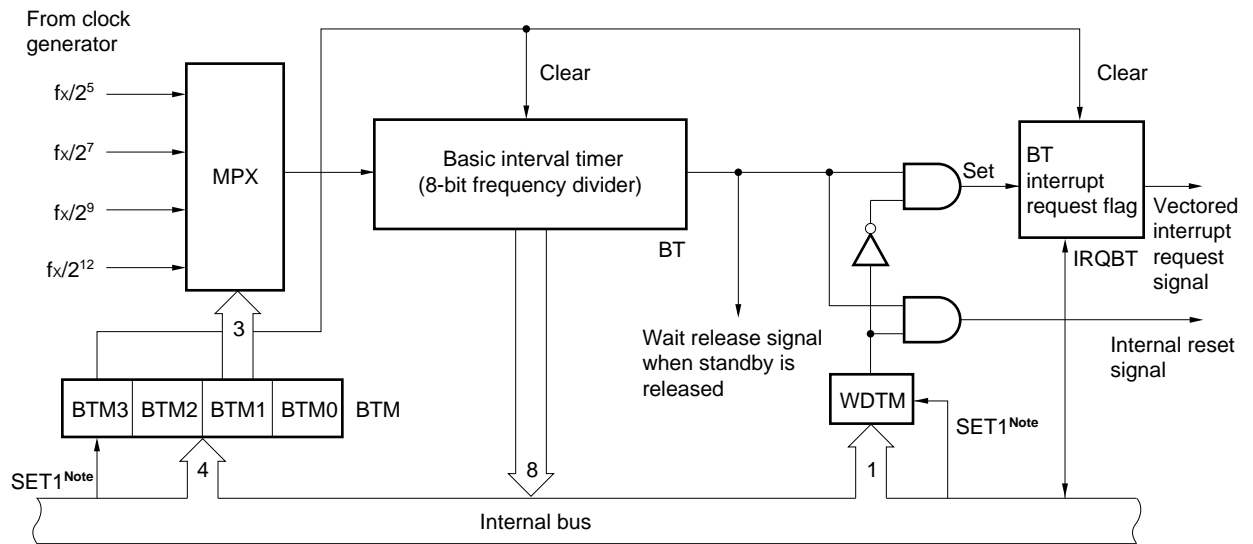 From clock
generator
fx/2⁵
fx/2⁷
fx/2⁹
fx/2¹²
MPX
Clear
Basic interval timer
(8-bit frequency divider)
BT
Clear
Set
BT
interrupt
request flag
IRQBT
Vectored
interrupt
request
signal
3
Wait release signal
when standby is
released
Internal reset
signal
BTM3 BTM2 BTM1 BTM0 BTM
WDTM
SET1Note
4
8
1
SET1Note
Internal bus